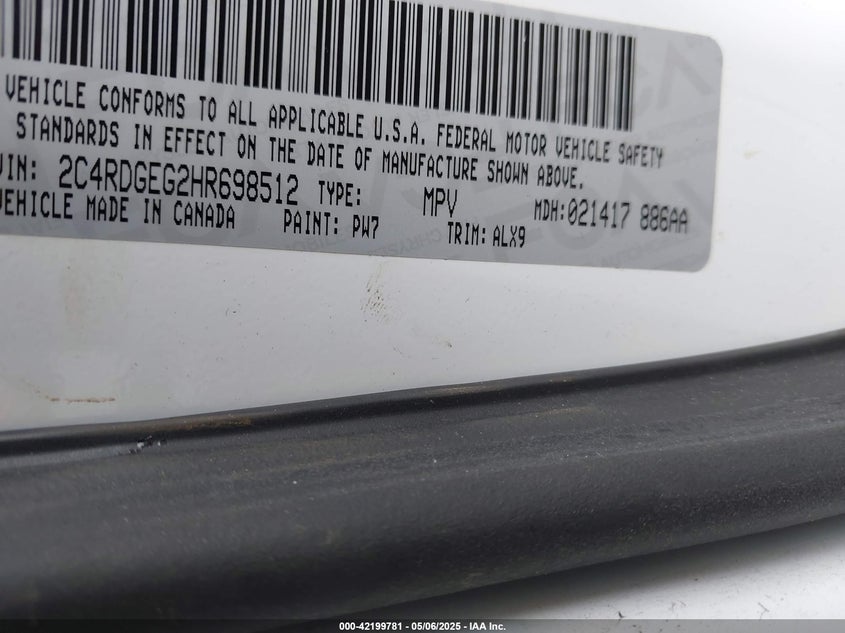 VEHICLE CONFORMS TO ALL APPLICABLE U.S.A. FEDERAL MOTOR VEHICLE SAFETY
STANDARDS IN EFFECT ON THE DATE OF MANUFACTURE SHOWN ABOVE.
VIN: 2C4RDGEG2HR698512 TYPE: MPV MDH:021417 886AA
VEHICLE MADE IN CANADA PAINT: PW7 TRIM: ALX9
000-42199781 - 05/06/2025 - IAA Inc.